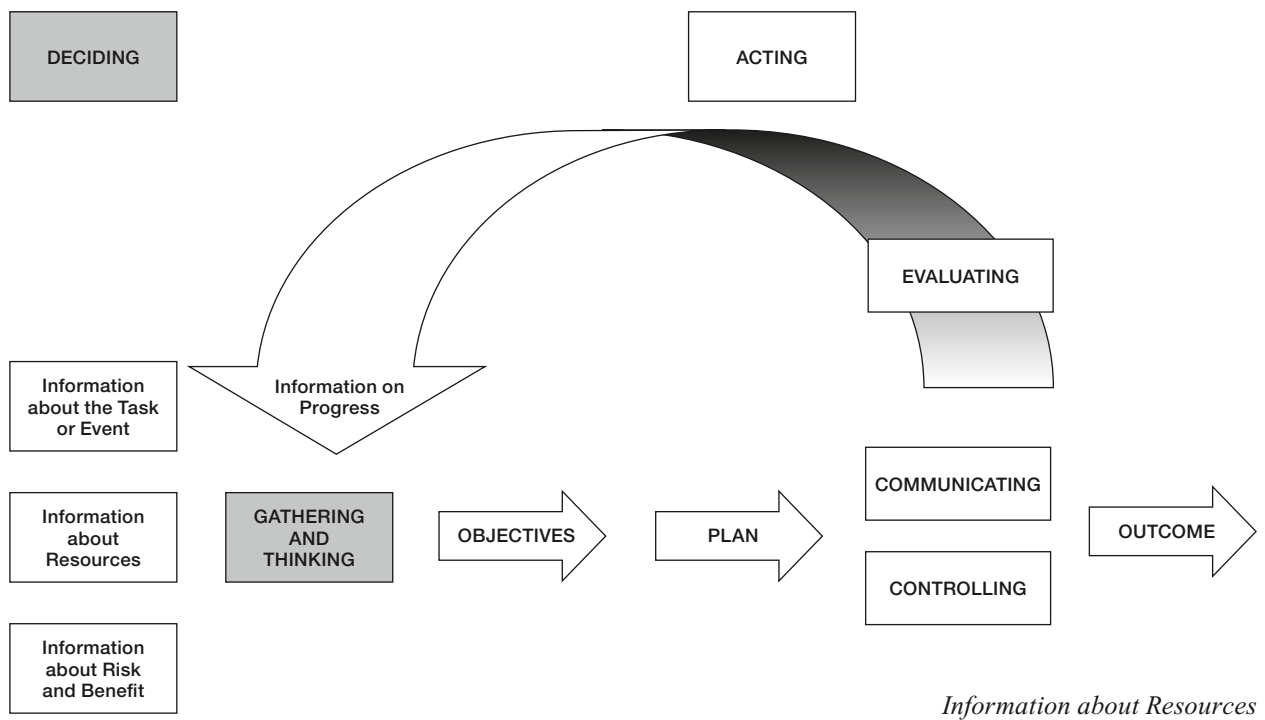 DECIDING
ACTING
EVALUATING
Information
about the Task
or Event
Information on
Progress
COMMUNICATING
Information
about
Resources
GATHERING
AND
THINKING
OBJECTIVES
PLAN
OUTCOME
CONTROLLING
Information
about Risk
and Benefit
Information about Resources